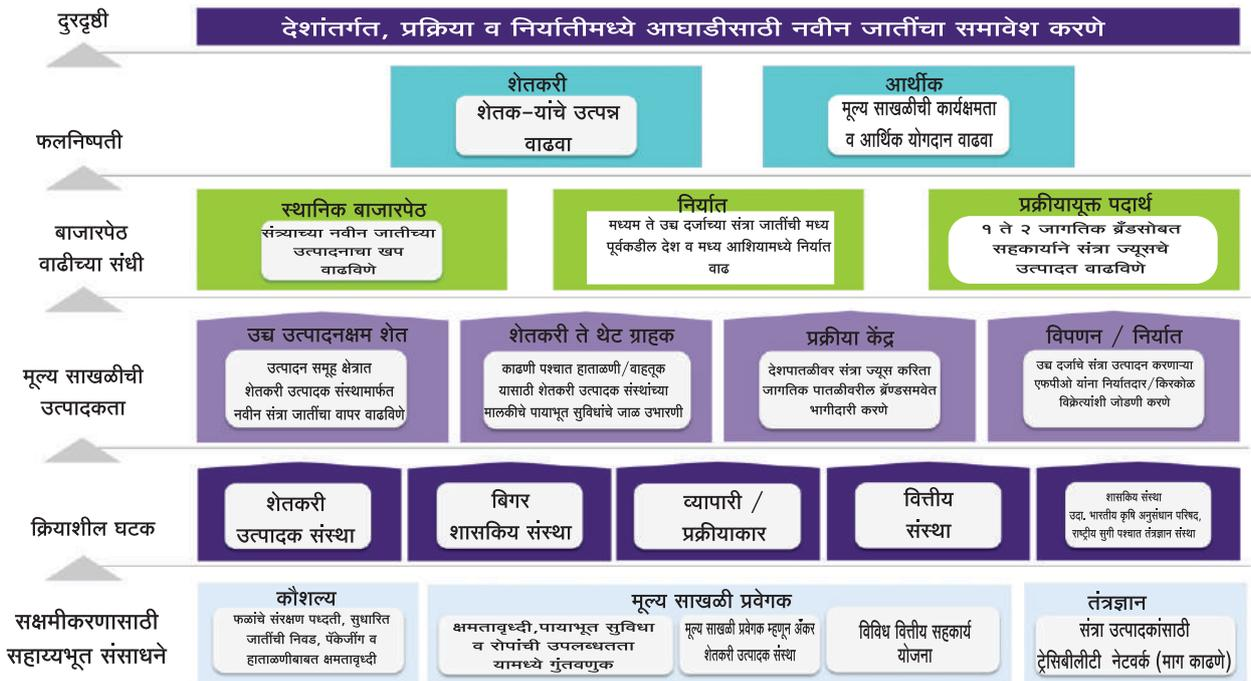 दुरदृष्टी
देशांतर्गत, प्रक्रिया व निर्यातीमध्ये आघाडीसाठी नवीन जातींचा समावेश करणे
फलनिष्पती
शेतकरी
शेतक-यांचे उत्पन्न
वाढवा
आर्थीक
मूल्य साखळीची कार्यक्षमता
व आर्थिक योगदान वाढवा
बाजारपेठ
वाढीच्या संधी
स्थानिक बाजारपेठ
संत्र्याच्या नवीन जातीच्या
उत्पादनाचा खप
वाढविणे
निर्यात
मध्यम ते उच्च दर्जाच्या संत्रा जातींची मध्य
पूर्वकडील देश व मध्य आशियामध्ये निर्यात
वाढ
प्रक्रीयायूक्त पदार्थ
१ ते २ जागतिक ब्रँडसोबत
सहकार्याने संत्रा ज्यूसचे
उत्पादत वाढविणे
मूल्य साखळीची
उत्पादकता
उच्च उत्पादनक्षम शेत
उत्पादन समूह क्षेत्रात
शेतकरी उत्पादक संस्थामार्फत
नवीन संत्रा जातींचा वापर वाढविणे
शेतकरी ते थेट ग्राहक
काढणी पश्चात हाताळणी/वाहतूक
यासाठी शेतकरी उत्पादक संस्थांच्या
मालकीचे पायाभूत सुविधांचे जाळ उभारणी
प्रक्रीया केंद्र
देशपातळीवर संत्रा ज्यूस करिता
जागतिक पातळीवरील ब्रॅण्डसमवेत
भागीदारी करणे
विपणन / निर्यात
उच्च दर्जाचे संत्रा उत्पादन करणाऱ्या
एफपीओ यांना निर्यातदार/किरकोळ
विक्रेत्यांशी जोडणी करणे
क्रियाशील घटक
शेतकरी
उत्पादक संस्था
बिगर
शासकिय संस्था
व्यापारी /
प्रक्रीयाकार
वित्तीय
संस्था
शासकिय संस्था
उदा. भारतीय कृषि अनुसंधान परिषद,
राष्ट्रीय सुगी पश्चात तंत्रज्ञान संस्था
सक्षमीकरणासाठी
सहाय्यभूत संसाधने
कौशल्य
फळांचे संरक्षण पध्दती, सुधारित
जातींची निवड, पॅकेजींग व
हाताळणीबाबत क्षमतावृध्दी
मूल्य साखळी प्रवेगक
क्षमतावृध्दी,पायाभूत सुविधा
व रोपांची उपलब्धतता
यामध्ये गुंतवणुक
मूल्य साखळी प्रवेगक म्हणून अँकर
शेतकरी उत्पादक संस्था
विविध वित्तीय सहकार्य
योजना
तंत्रज्ञान
संत्रा उत्पादकांसाठी
ट्रेसिबीलीटी नेटवर्क (माग काढणे)